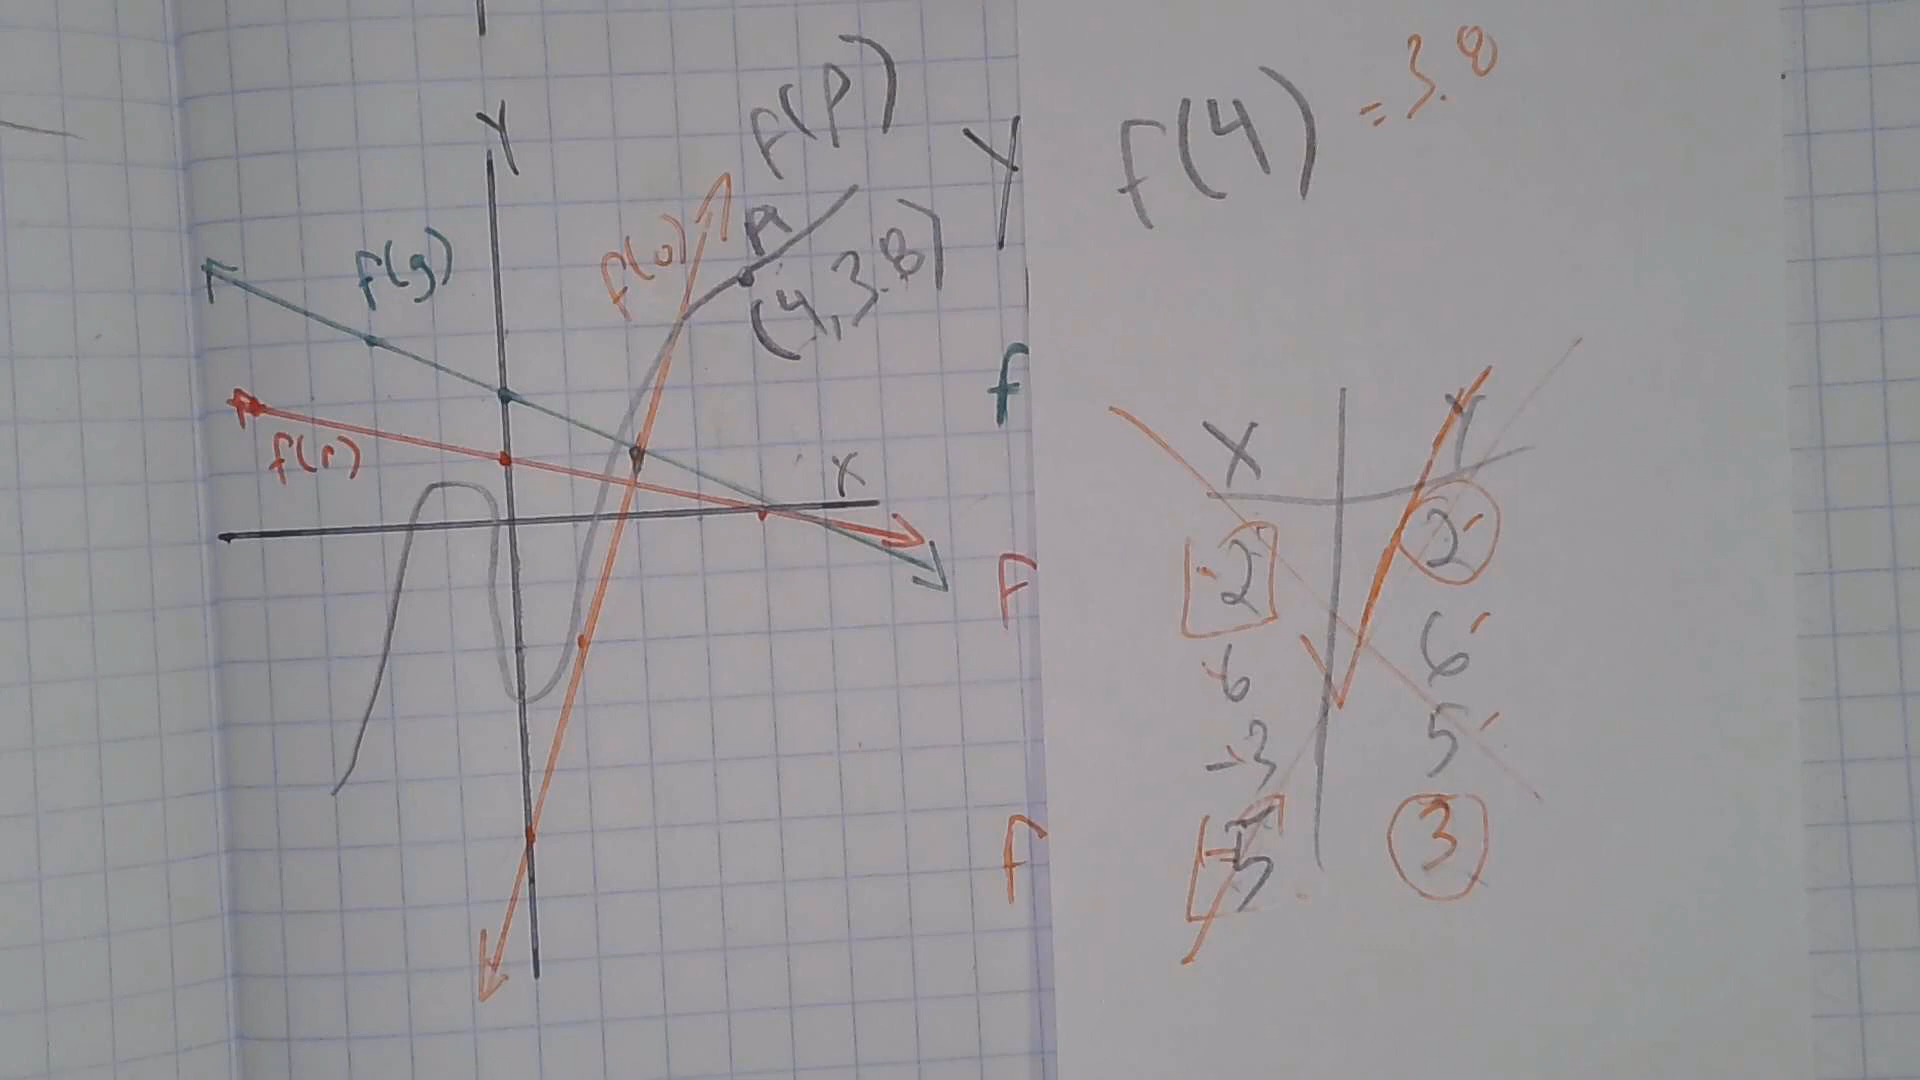 Y
f(p)
f(g)
f(o)
A
(4,3.8)
f(r)
X
Y
f
f
f
f(4) = 3.8
X Y
-2 2
-6 6
-3 5
-5 3